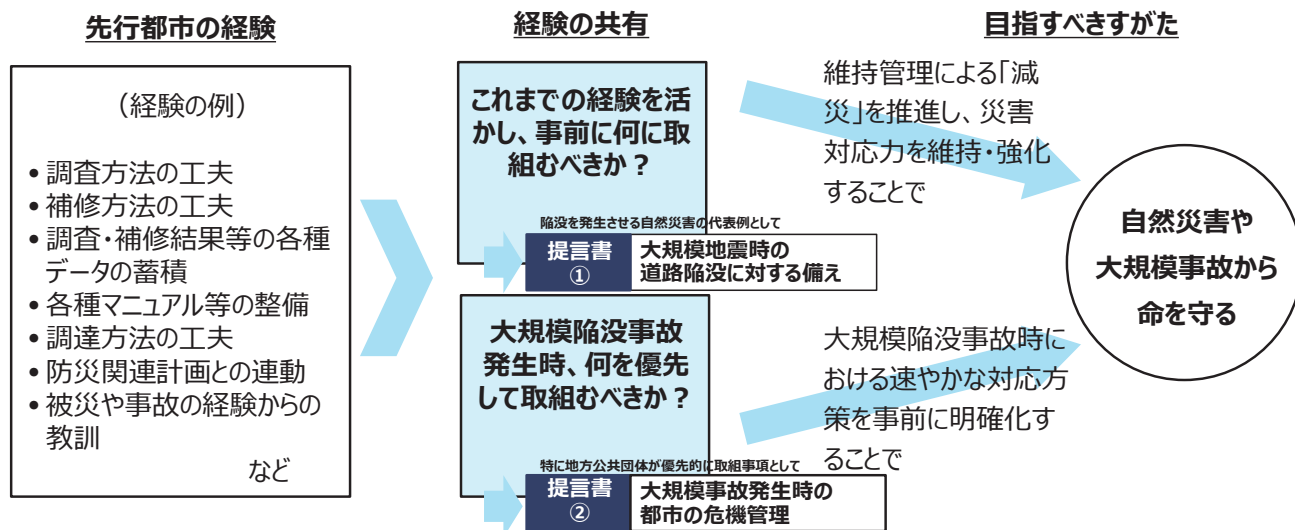 先行都市の経験
（経験の例）
• 調査方法の工夫
• 補修方法の工夫
• 調査・補修結果等の各種
データの蓄積
• 各種マニュアル等の整備
• 調達方法の工夫
• 防災関連計画との連動
• 被災や事故の経験からの
教訓
など
経験の共有
これまでの経験を活
かし、事前に何に取
組むべきか？
陥没を発生させる自然災害の代表例として
提言書
①
大規模地震時の
道路陥没に対する備え
大規模陥没事故
発生時、何を優先
して取組むべきか？
特に地方公共団体が優先的に取組事項として
提言書
②
大規模事故発生時の
都市の危機管理
目指すべきすがた
維持管理による「減
災」を推進し、災害
対応力を維持・強化
することで
大規模陥没事故時に
おける速やかな対応方
策を事前に明確化す
ることで
自然災害や
大規模事故から
命を守る